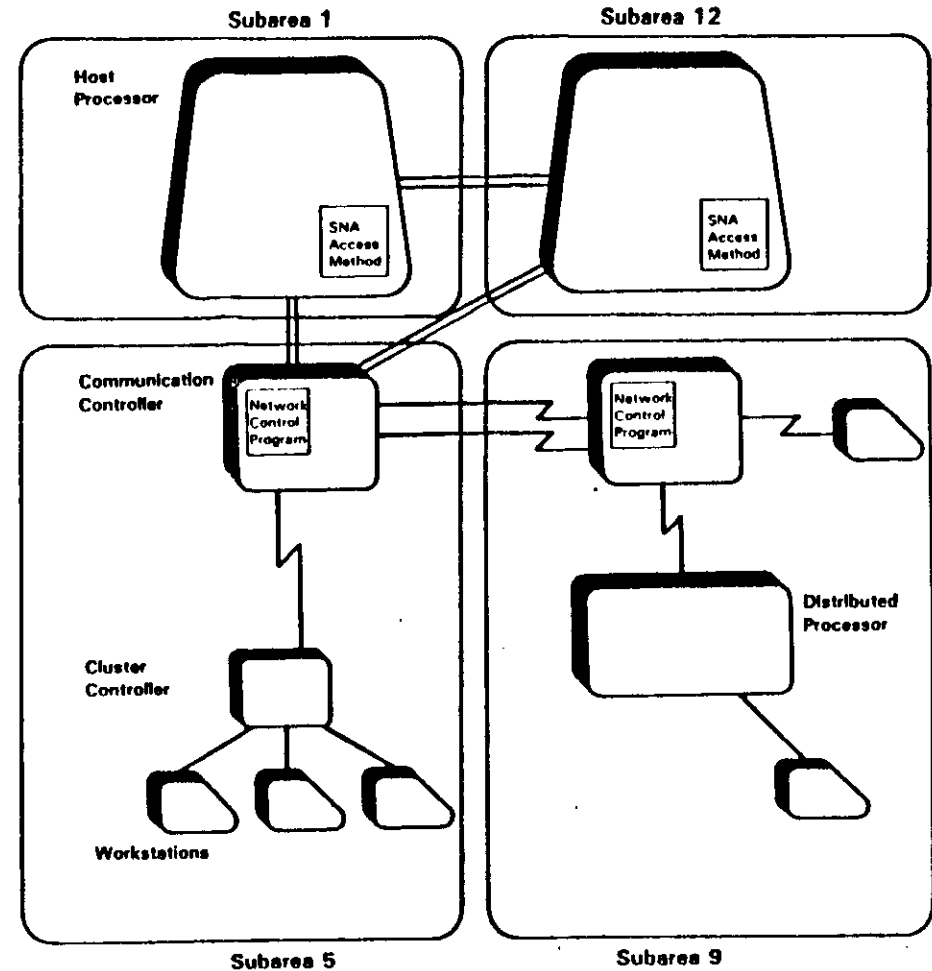 Subarea 1
Subarea 12
Host
Processor
SNA
Access
Method
SNA
Access
Method
Communication
Controller
Network
Control
Program
Network
Control
Program
Distributed
Processor
Cluster
Controller
Workstations
Subarea 5
Subarea 9